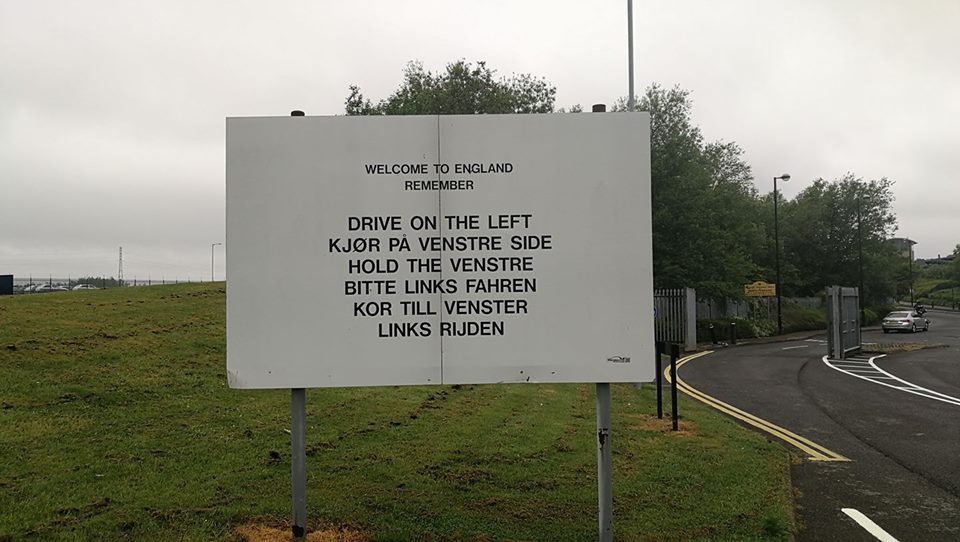 WELCOME TO ENGLAND
REMEMBER
DRIVE ON THE LEFT
KJØR PÅ VENSTRE SIDE
HOLD THE VENSTRE
BITTE LINKS FAHREN
KOR TILL VENSTER
LINKS RIJDEN